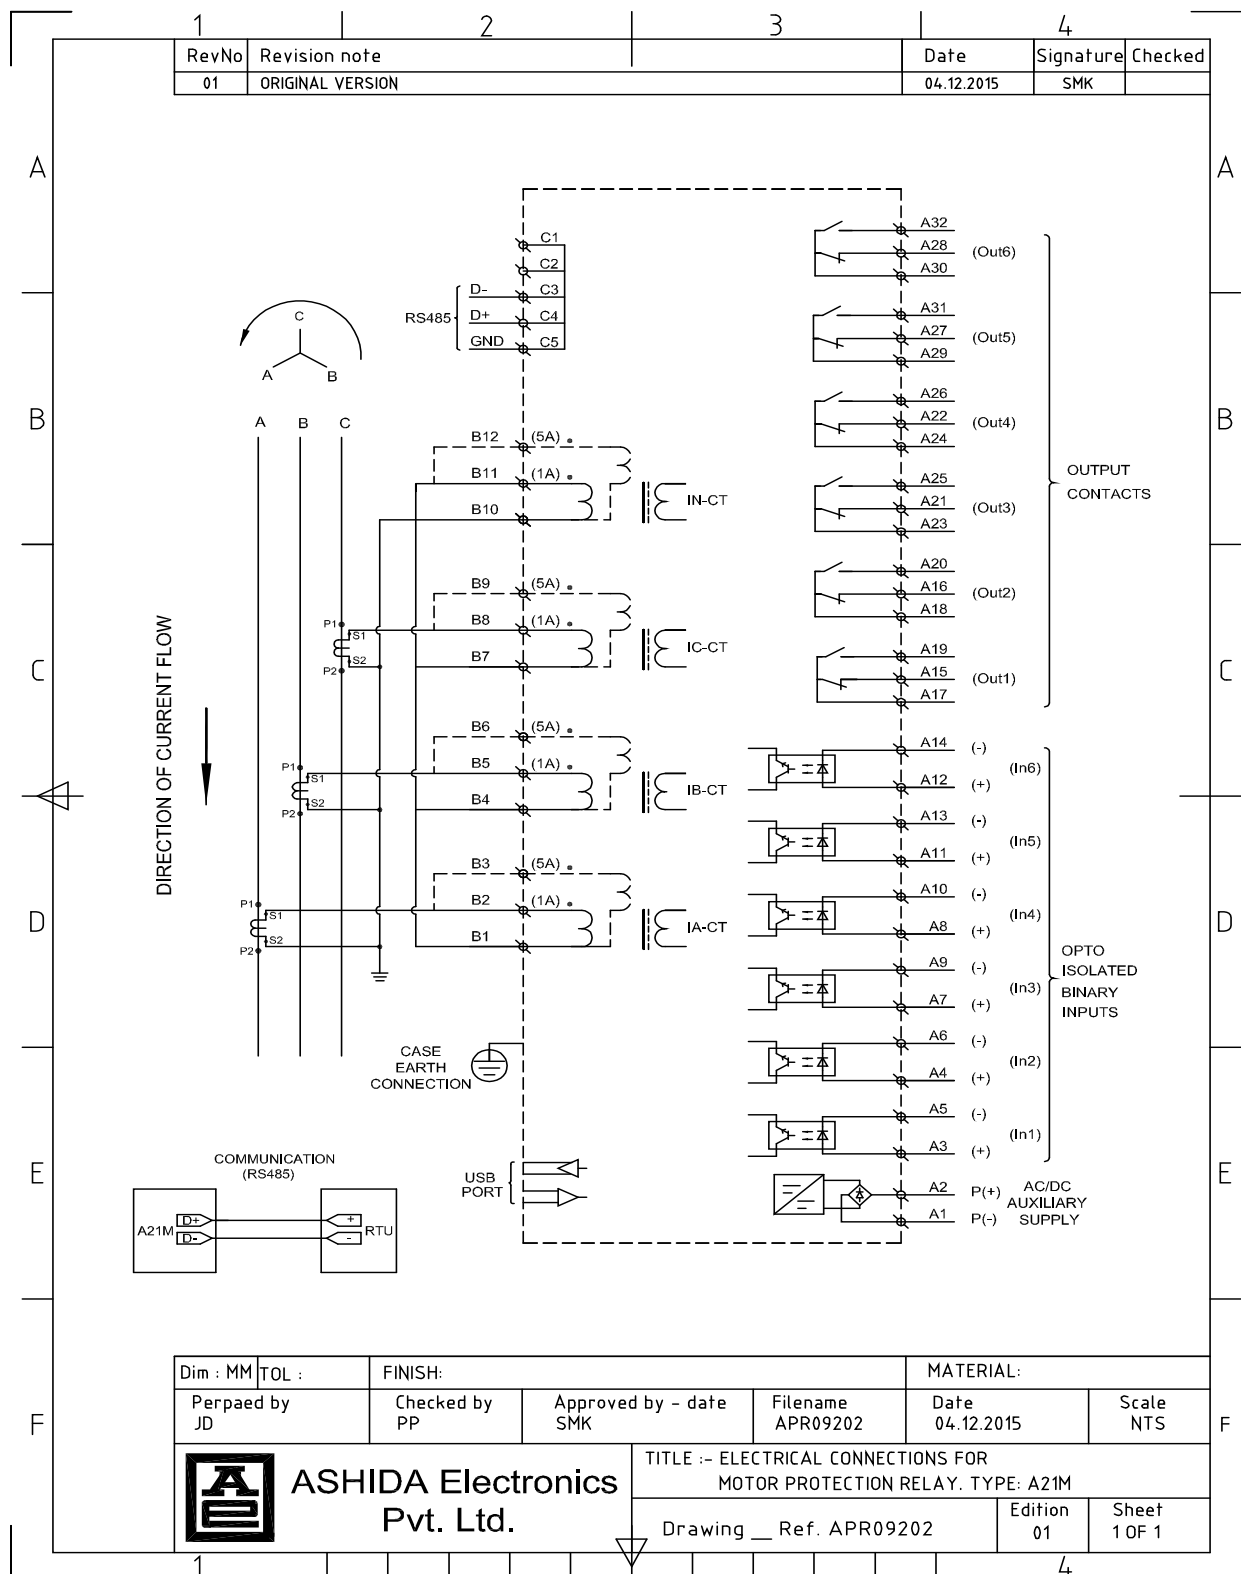 1 2 3 4
RevNo Revision note Date Signature Checked
01 ORIGINAL VERSION 04.12.2015 SMK
A A
B B
C C
D D
E E
F F
C1
C2
D- C3
RS485 D+ C4
GND C5
C
A B
A B C
B12 (5A)
B11 (1A)
B10
IN-CT
B9 (5A)
B8 (1A)
B7
IC-CT
P1 S1
P2 S2
B6 (5A)
B5 (1A)
B4
IB-CT
P1 S1
P2 S2
B3 (5A)
B2 (1A)
B1
IA-CT
P1 S1
P2 S2
DIRECTION OF CURRENT FLOW
A32
A28 (Out6)
A30
A31
A27 (Out5)
A29
A26
A22 (Out4)
A24
A25
A21 (Out3)
A23
A20
A16 (Out2)
A18
A19
A15 (Out1)
A17
OUTPUT
CONTACTS
A14 (-)
(In6)
A12 (+)
A13 (-)
(In5)
A11 (+)
A10 (-)
(In4)
A8 (+)
A9 (-)
(In3)
A7 (+)
A6 (-)
(In2)
A4 (+)
A5 (-)
(In1)
A3 (+)
OPTO
ISOLATED
BINARY
INPUTS
A2 P(+)
A1 P(-)
AC/DC
AUXILIARY
SUPPLY
CASE
EARTH
CONNECTION
USB
PORT
COMMUNICATION
(RS485)
A21M D+ + RTU
D- -
Dim : MM TOL : FINISH: MATERIAL:
Perpaed by Checked by Approved by - date Filename Date Scale
JD PP SMK APR09202 04.12.2015 NTS
ASHIDA Electronics
Pvt. Ltd.
TITLE :- ELECTRICAL CONNECTIONS FOR
MOTOR PROTECTION RELAY. TYPE: A21M
Drawing __ Ref. APR09202
Edition Sheet
01 1 OF 1
1 4